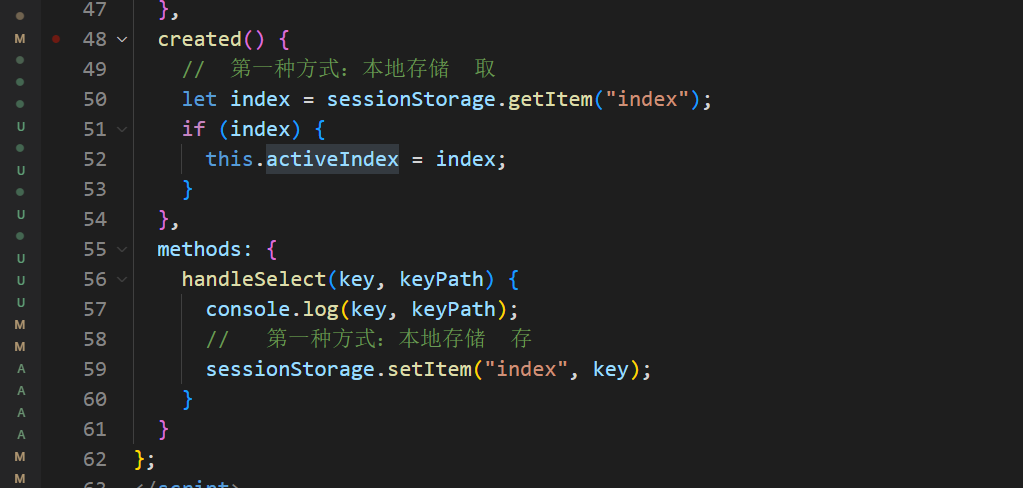 47 },
M 48 created() {
49 // 第一种方式：本地存储 取
50 let index = sessionStorage.getItem("index");
U 51 if (index) {
52 this.activeIndex = index;
U 53 }
54 },
U 55 methods: {
U 56 handleSelect(key, keyPath) {
U 57 console.log(key, keyPath);
U 58 // 第一种方式：本地存储 存
M 59 sessionStorage.setItem("index", key);
M 60 }
A 61 }
A 62 };
A 63 </script>
A
M
M